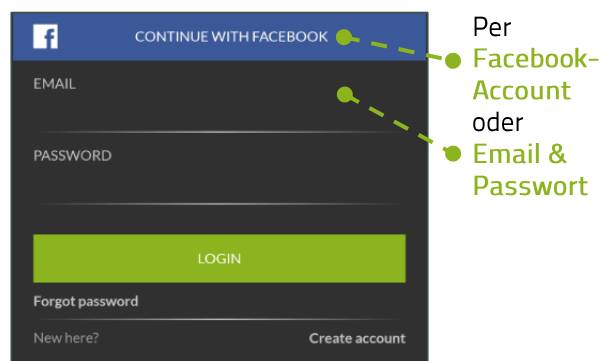 CONTINUE WITH FACEBOOK
EMAIL
PASSWORD
LOGIN
Forgot password
New here?
Create account
Per
Facebook-
Account
oder
Email &
Passwort